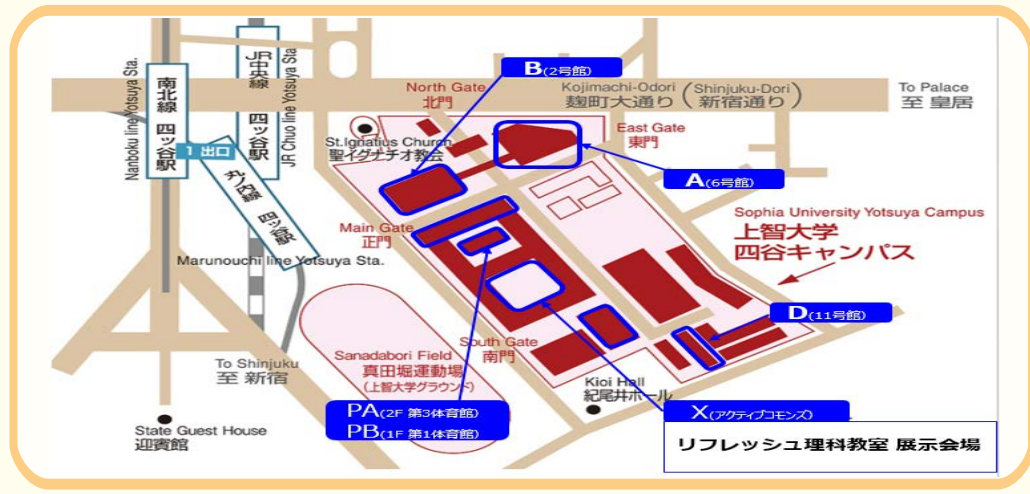 B(2号館)
North Gate
北門
Kojimachi-Odori (Shinjuku-Dori)
麹町大通り(新宿通り)
To Palace
至 皇居
Nanboku line Yotsuya Sta.
南北線 四ッ谷駅
JR中央線 四ッ谷駅
JR Chuo line Yotsuya Sta
1 出口
丸ノ内線 四ッ谷駅
Marunouchi line Yotsuya Sta.
St.Ignatius Church
聖イグナチオ教会
East Gate
東門
A(6号館)
Main Gate
正門
Sophia University Yotsuya Campus
上智大学
四谷キャンパス
D(11号館)
South Gate
南門
Sanadabori Field
真田堀運動場
(上智大学グラウンド)
To Shinjuku
至 新宿
Kioi Hall
紀尾井ホール
State Guest House
迎賓館
PA(2F 第3体育館)
PB(1F 第1体育館)
X(アクティブコモンズ)
リフレッシュ理科教室 展示会場